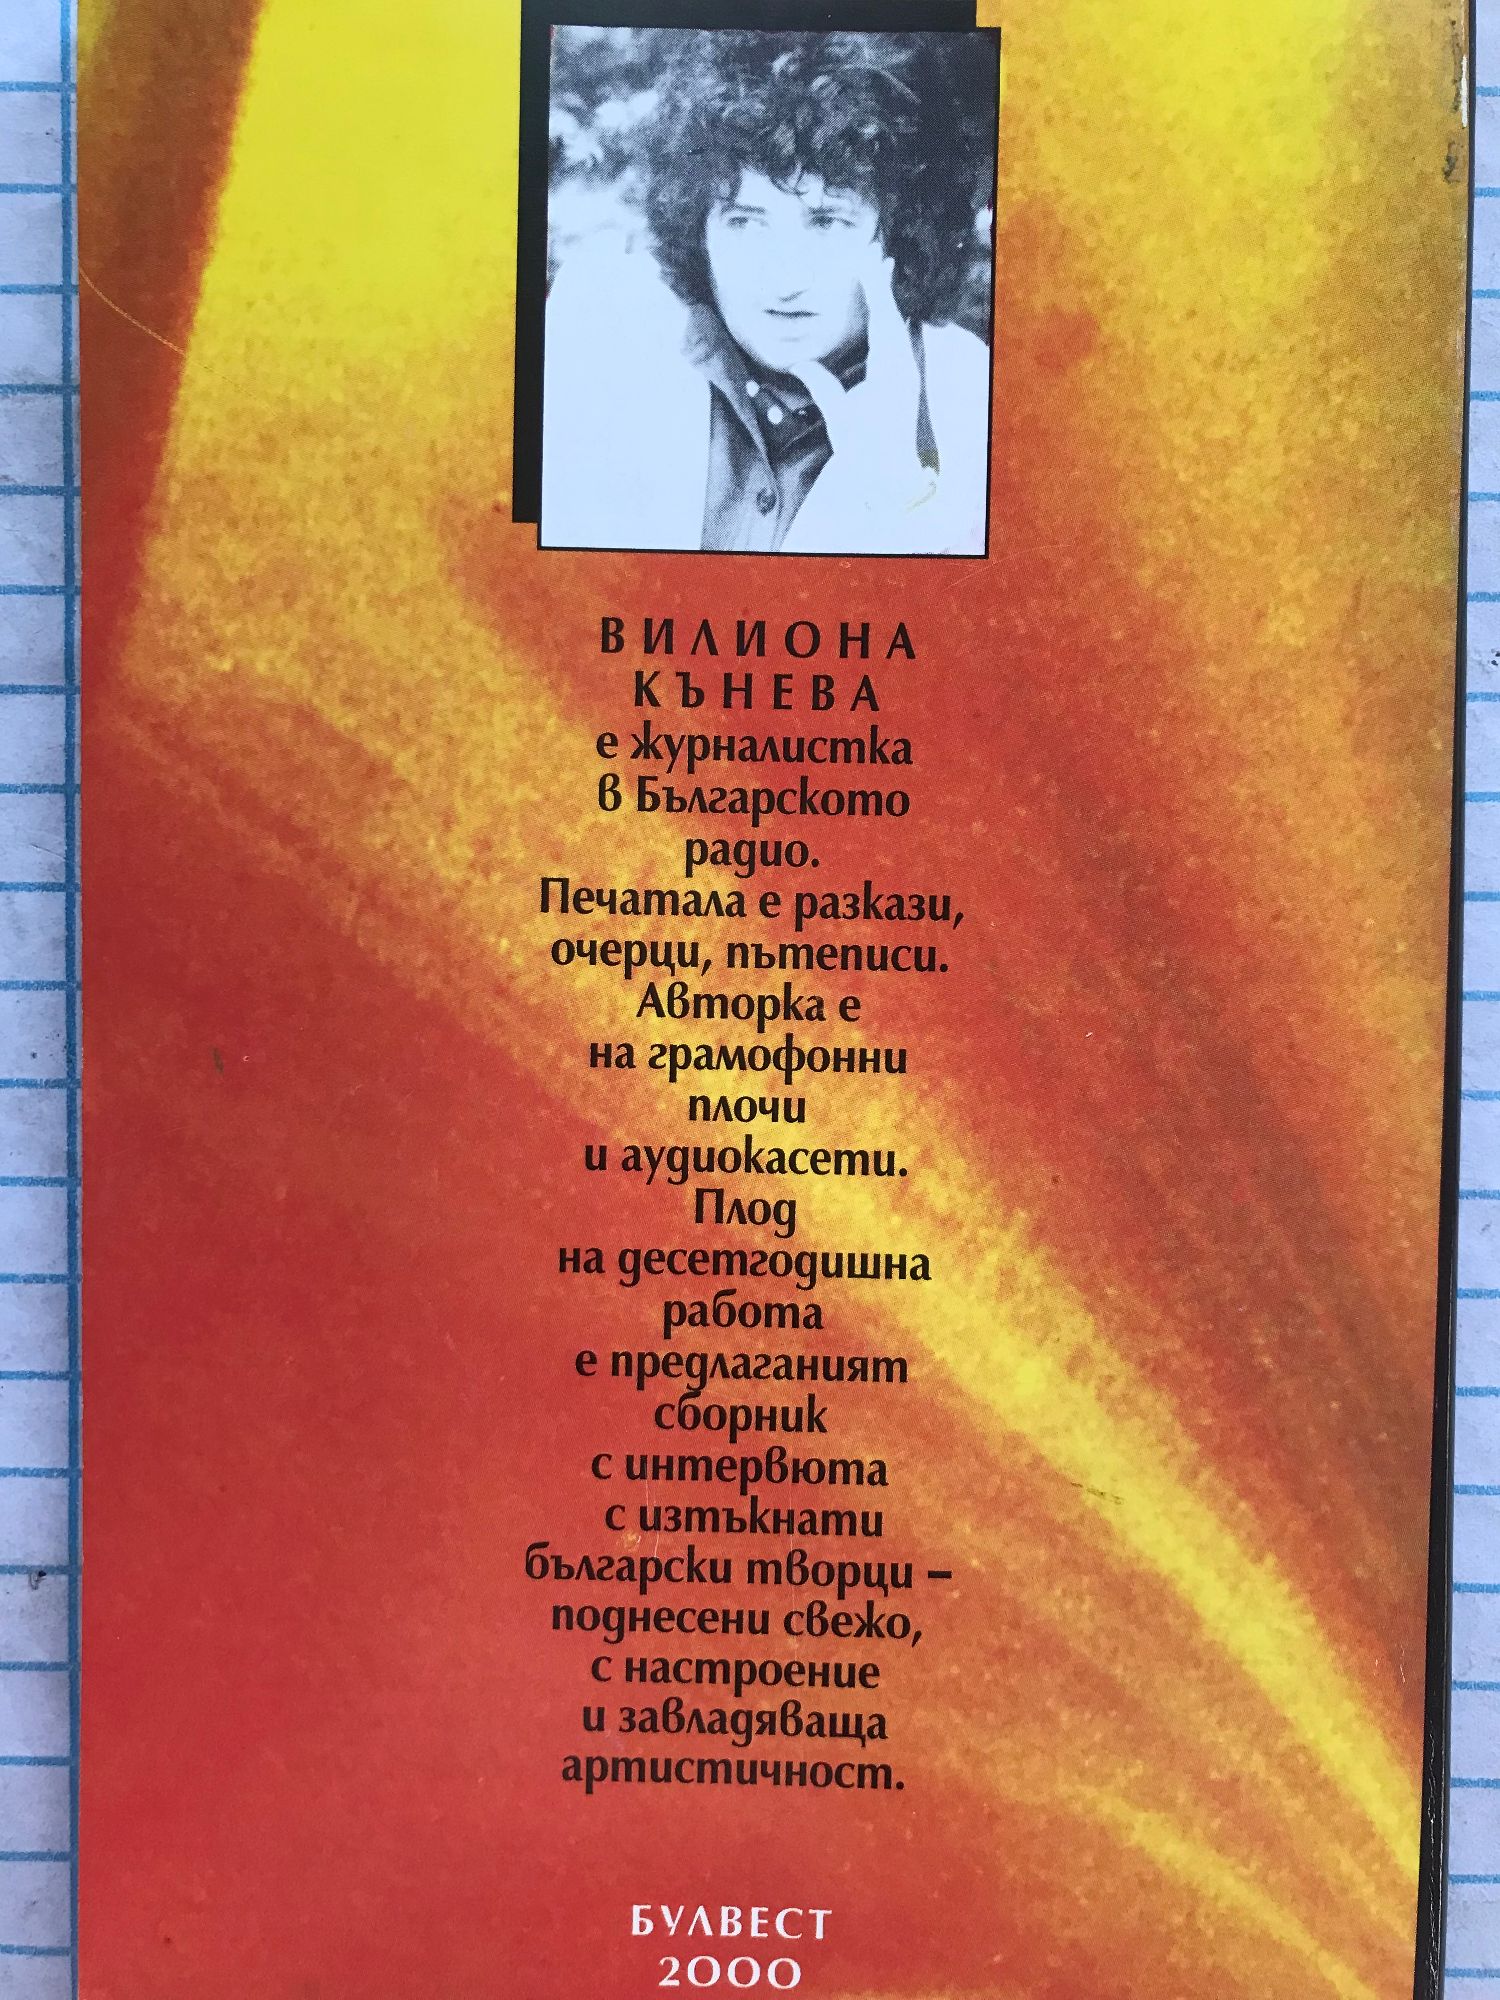 ВИЛИОНА
КЪНЕВА
е журналистка
в Българското
радио.
Печатала е разкази,
очерци, пътеписи.
Авторка е
на грамофонни
плочи
и аудиокасети.
Плод
на десетгодишна
работа
е предлаганият
сборник
с интервюта
с изтъкнати
български творци –
поднесени свежо,
с настроение
и завладяваща
артистичност.
БУЛВЕСТ
2000